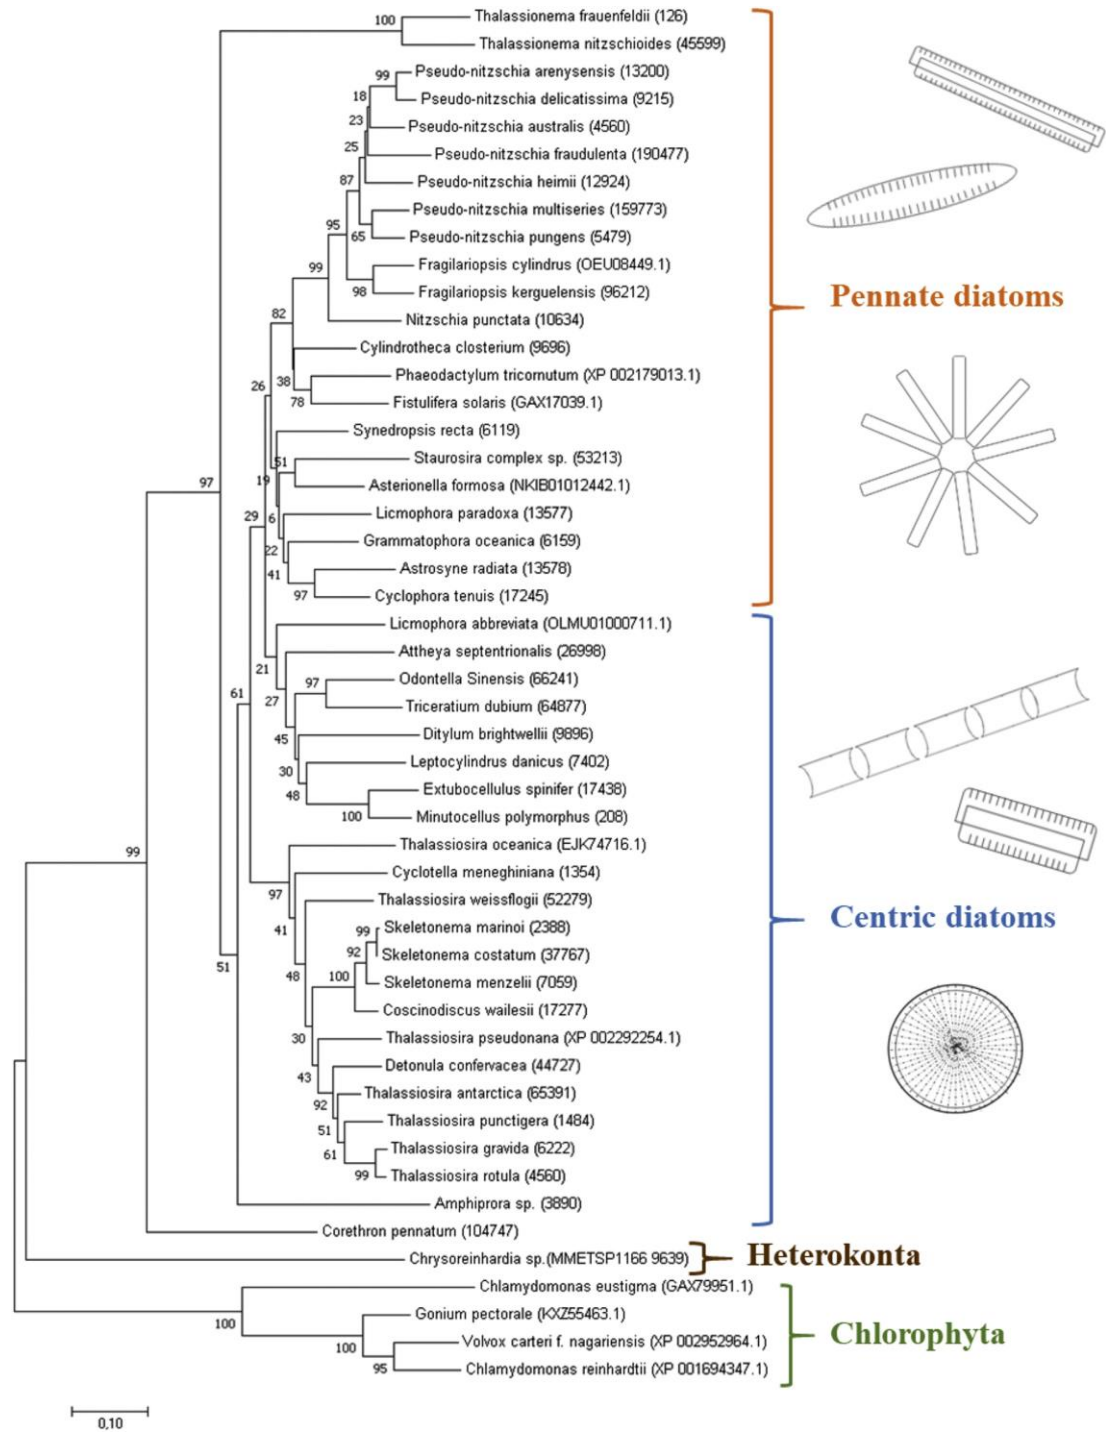 Thalassionema frauenfeldii (126)
100
Thalassionema nitzschioides (45599)
Pseudo-nitzschia arenysensis (13200)
99
Pseudo-nitzschia delicatissima (9215)
18
Pseudo-nitzschia australis (4560)
23
Pseudo-nitzschia fraudulenta (190477)
25
Pseudo-nitzschia heimii (12924)
87
Pseudo-nitzschia multiseries (159773)
95
65
Pseudo-nitzschia pungens (5479)
Fragilariopsis cylindrus (OEU08449.1)
99
98
Fragilariopsis kerguelensis (96212)
Pennate diatoms
Nitzschia punctata (10634)
82
Cylindrotheca closterium (9696)
Phaeodactylum tricornutum (XP 002179013.1)
38
26
78
Fistulifera solaris (GAX17039.1)
Synedropsis recta (6119)
Staurosira complex sp. (53213)
51
19
Asterionella formosa (NKIB01012442.1)
97
Licmophora paradoxa (13577)
29
6
Grammatophora oceanica (6159)
22
Astrosyne radiata (13578)
41
97
Cyclophora tenuis (17245)
Licmophora abbreviata (OLMU01000711.1)
Attheya septentrionalis (26998)
21
Odontella Sinensis (66241)
97
61
27
Triceratium dubium (64877)
Ditylum brightwellii (9896)
45
Leptocylindrus danicus (7402)
30
Extubocellulus spinifer (17438)
48
100
Minutocellus polymorphus (208)
Thalassiosira oceanica (EJK74716.1)
99
Cyclotella meneghiniana (1354)
97
Thalassiosira weissflogii (52279)
Centric diatoms
41
Skeletonema marinoi (2388)
99
92
Skeletonema costatum (37767)
51
48
100
Skeletonema menzelii (7059)
Coscinodiscus wailesii (17277)
30
Thalassiosira pseudonana (XP 002292254.1)
Detonula confervacea (44727)
43
Thalassiosira antarctica (65391)
92
Thalassiosira punctigera (1484)
51
Thalassiosira gravida (6222)
61
99
Thalassiosira rotula (4560)
Amphiprora sp. (3890)
Corethron pennatum (104747)
Chrysoreinhardia sp.(MMETSP1166 9639)
Heterokonta
Chlamydomonas eustigma (GAX79951.1)
Gonium pectorale (KXZ55463.1)
100
Chlorophyta
Volvox carteri f. nagariensis (XP 002952964.1)
100
95
Chlamydomonas reinhardtii (XP 001694347.1)
0,10